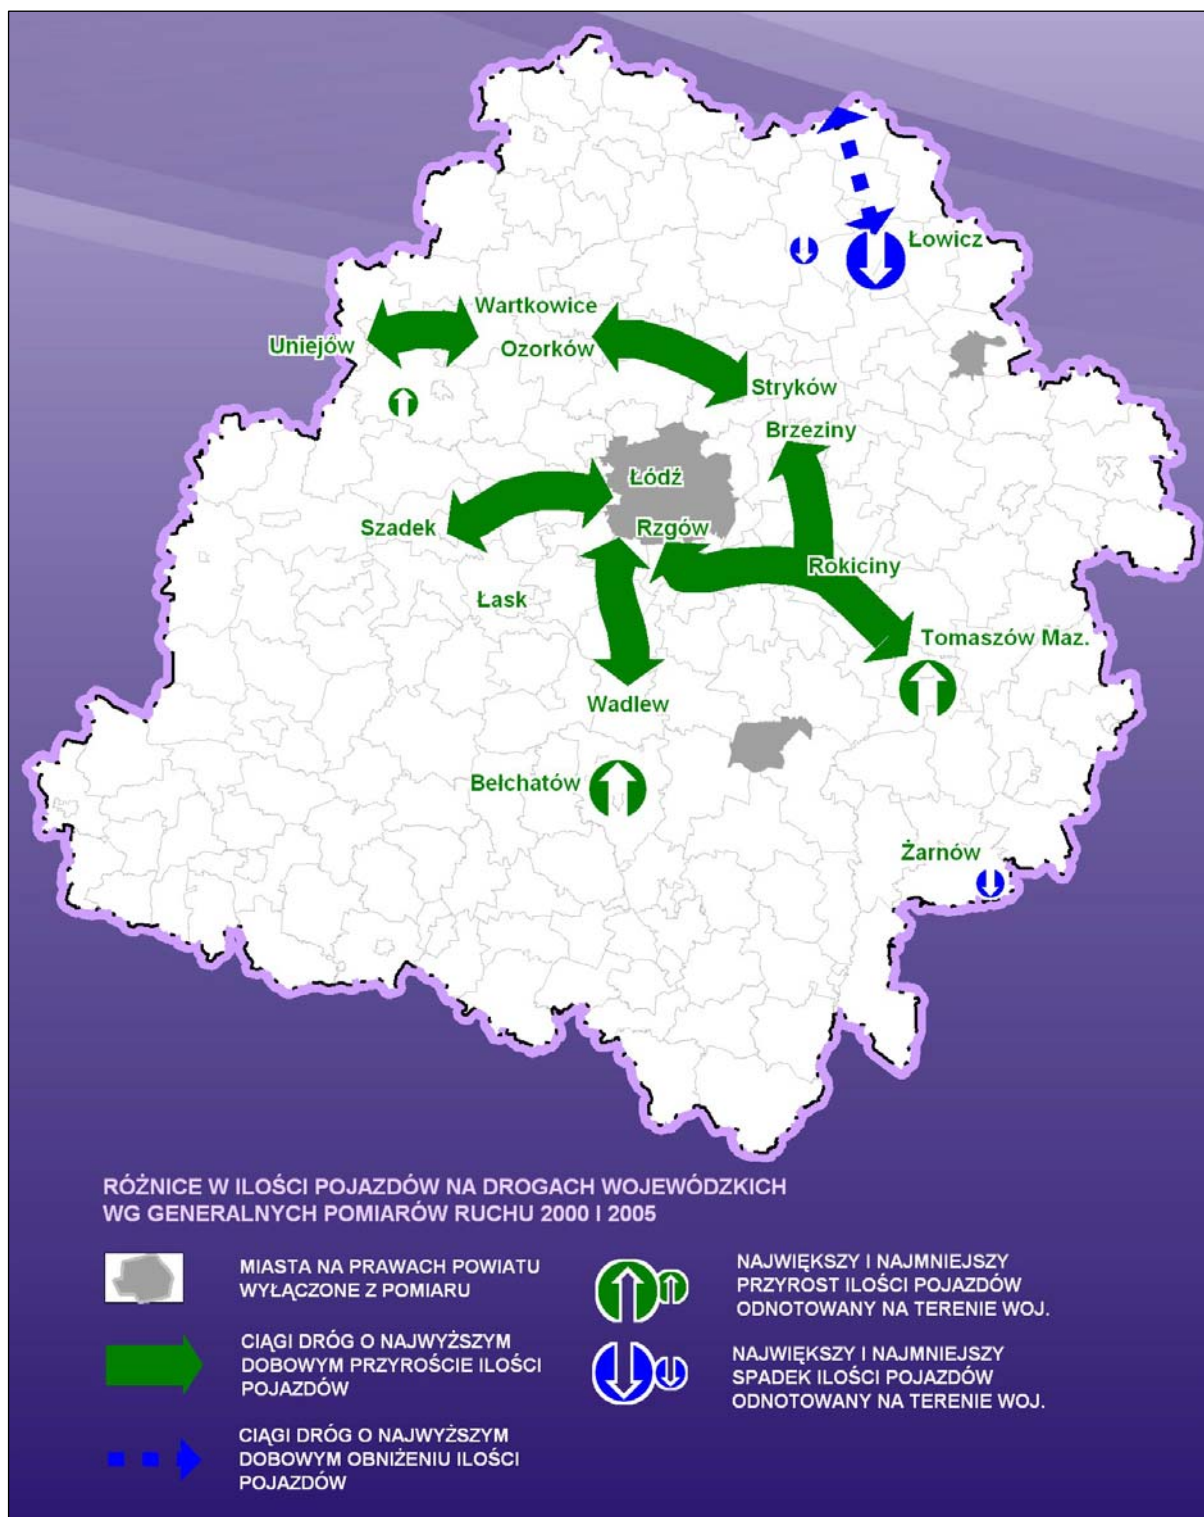 Łowicz
Wartkowice
Uniejów
Ozorków
Stryków
Brzeziny
Łódź
Szadek
Rzgów
Rokiciny
Łask
Tomaszów Maz.
Wadlew
Bełchatów
Żarnów
RÓŻNICE W ILOŚCI POJAZDÓW NA DROGACH WOJEWÓDZKICH
WG GENERALNYCH POMIARÓW RUCHU 2000 I 2005
MIASTA NA PRAWACH POWIATU
WYŁĄCZONE Z POMIARU
CIĄGI DRÓG O NAJWYŻSZYM
DOBOWYM PRZYROŚCIE ILOŚCI
POJAZDÓW
CIĄGI DRÓG O NAJWYŻSZYM
DOBOWYM OBNIŻENIU ILOŚCI
POJAZDÓW
NAJWIĘKSZY I NAJMNIEJSZY
PRZYROST ILOŚCI POJAZDÓW
ODNOTOWANY NA TERENIE WOJ.
NAJWIĘKSZY I NAJMNIEJSZY
SPADEK ILOŚCI POJAZDÓW
ODNOTOWANY NA TERENIE WOJ.